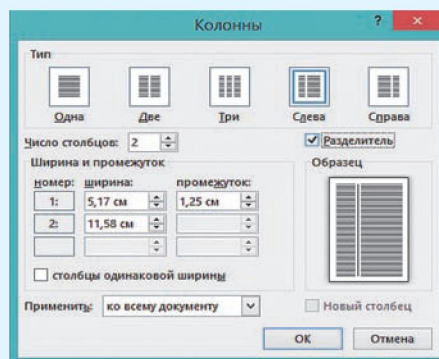 Колонны
? ×
Тип
Одна Две Три Слева Справа
Число столбцов: 2
Разделитель
Ширина и промежуток
Образец
номер: ширина: промежуток:
1: 5,17 см 1,25 см
2: 11,58 см
столбцы одинаковой ширины
Применить: ко всему документу
Новый столбец
ОК Отмена